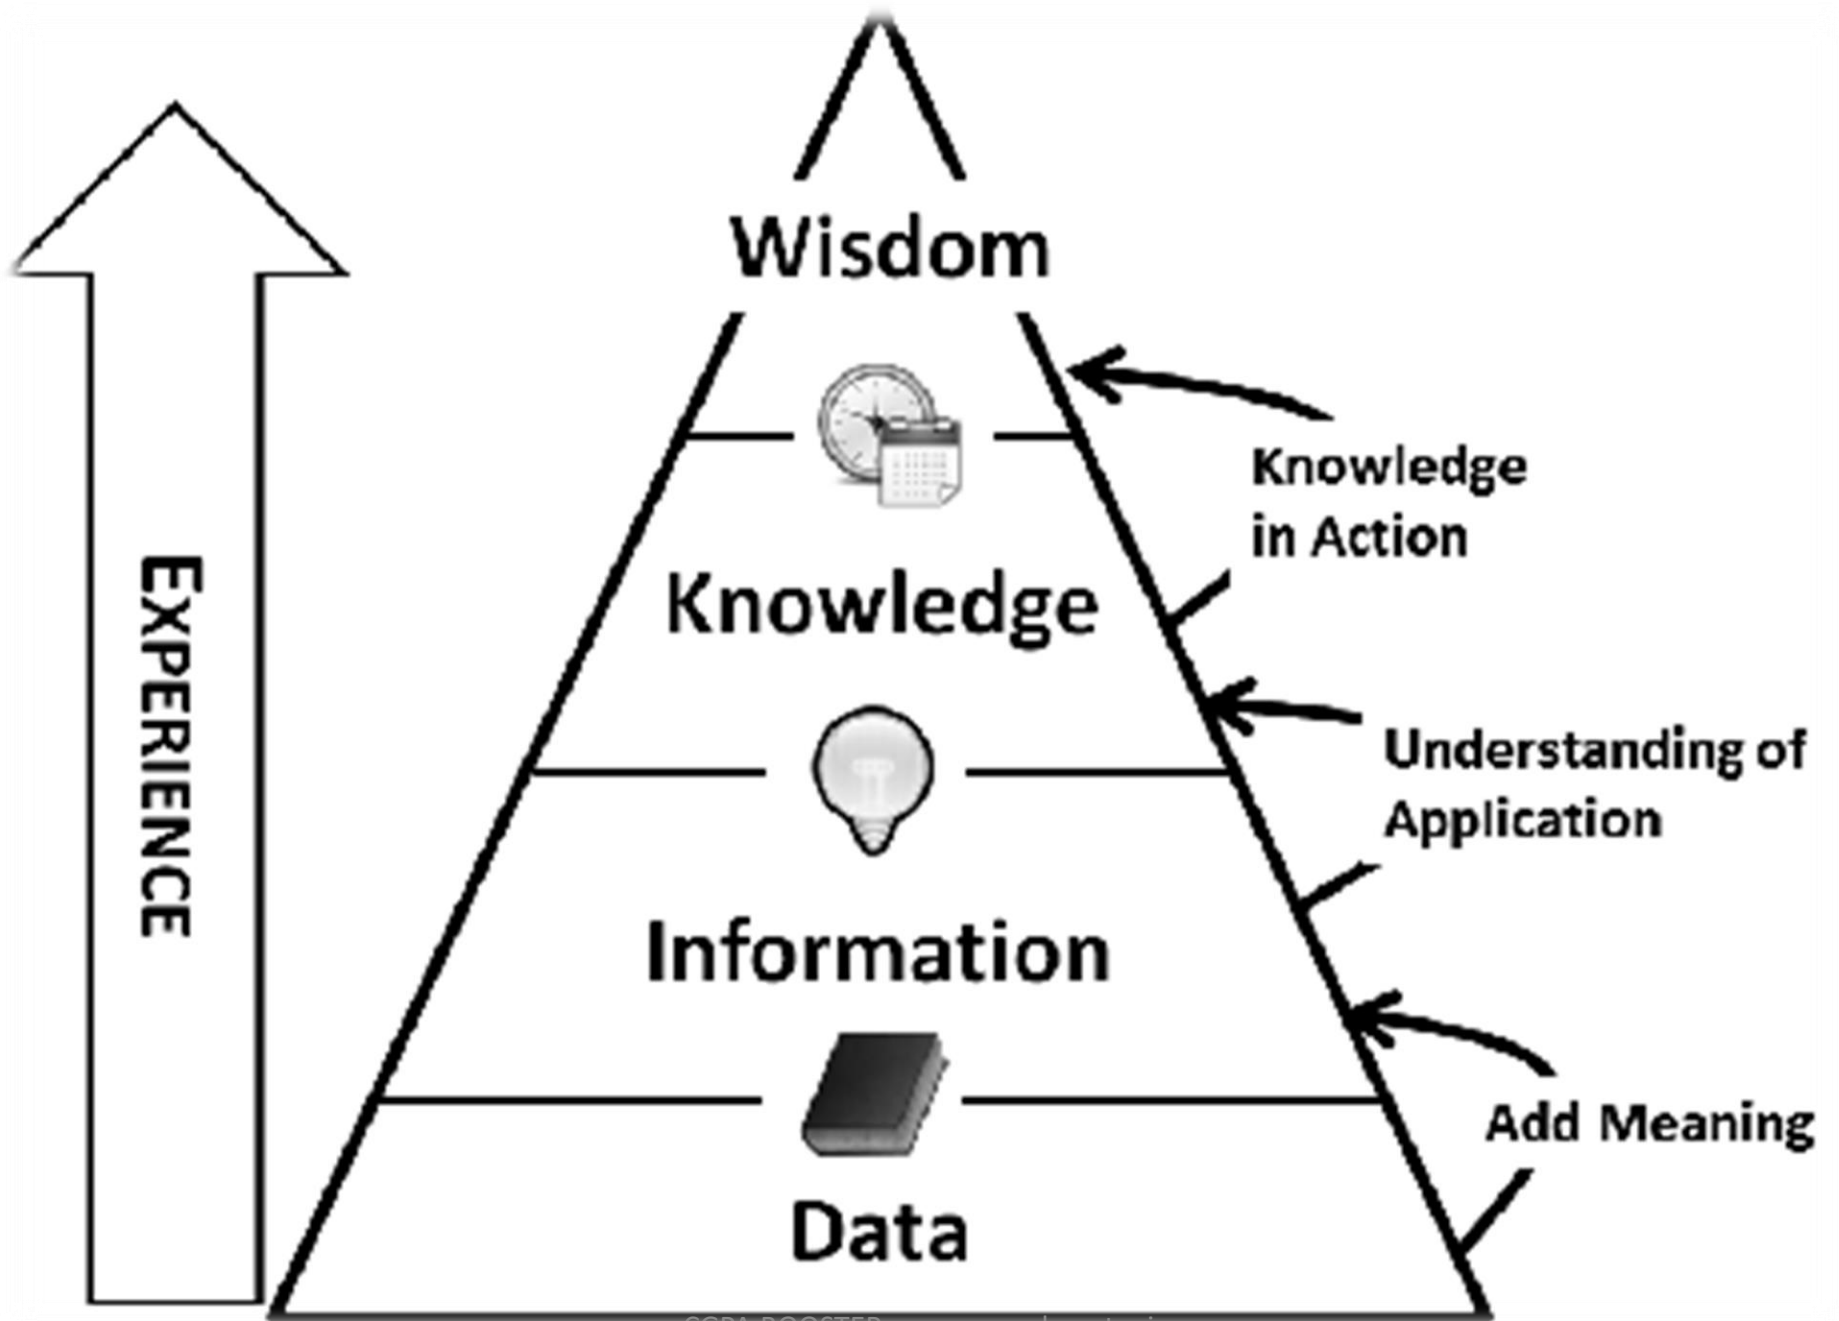 Wisdom
Knowledge
in Action
Knowledge
Understanding of
Application
Information
Add Meaning
Data
EXPERIENCE